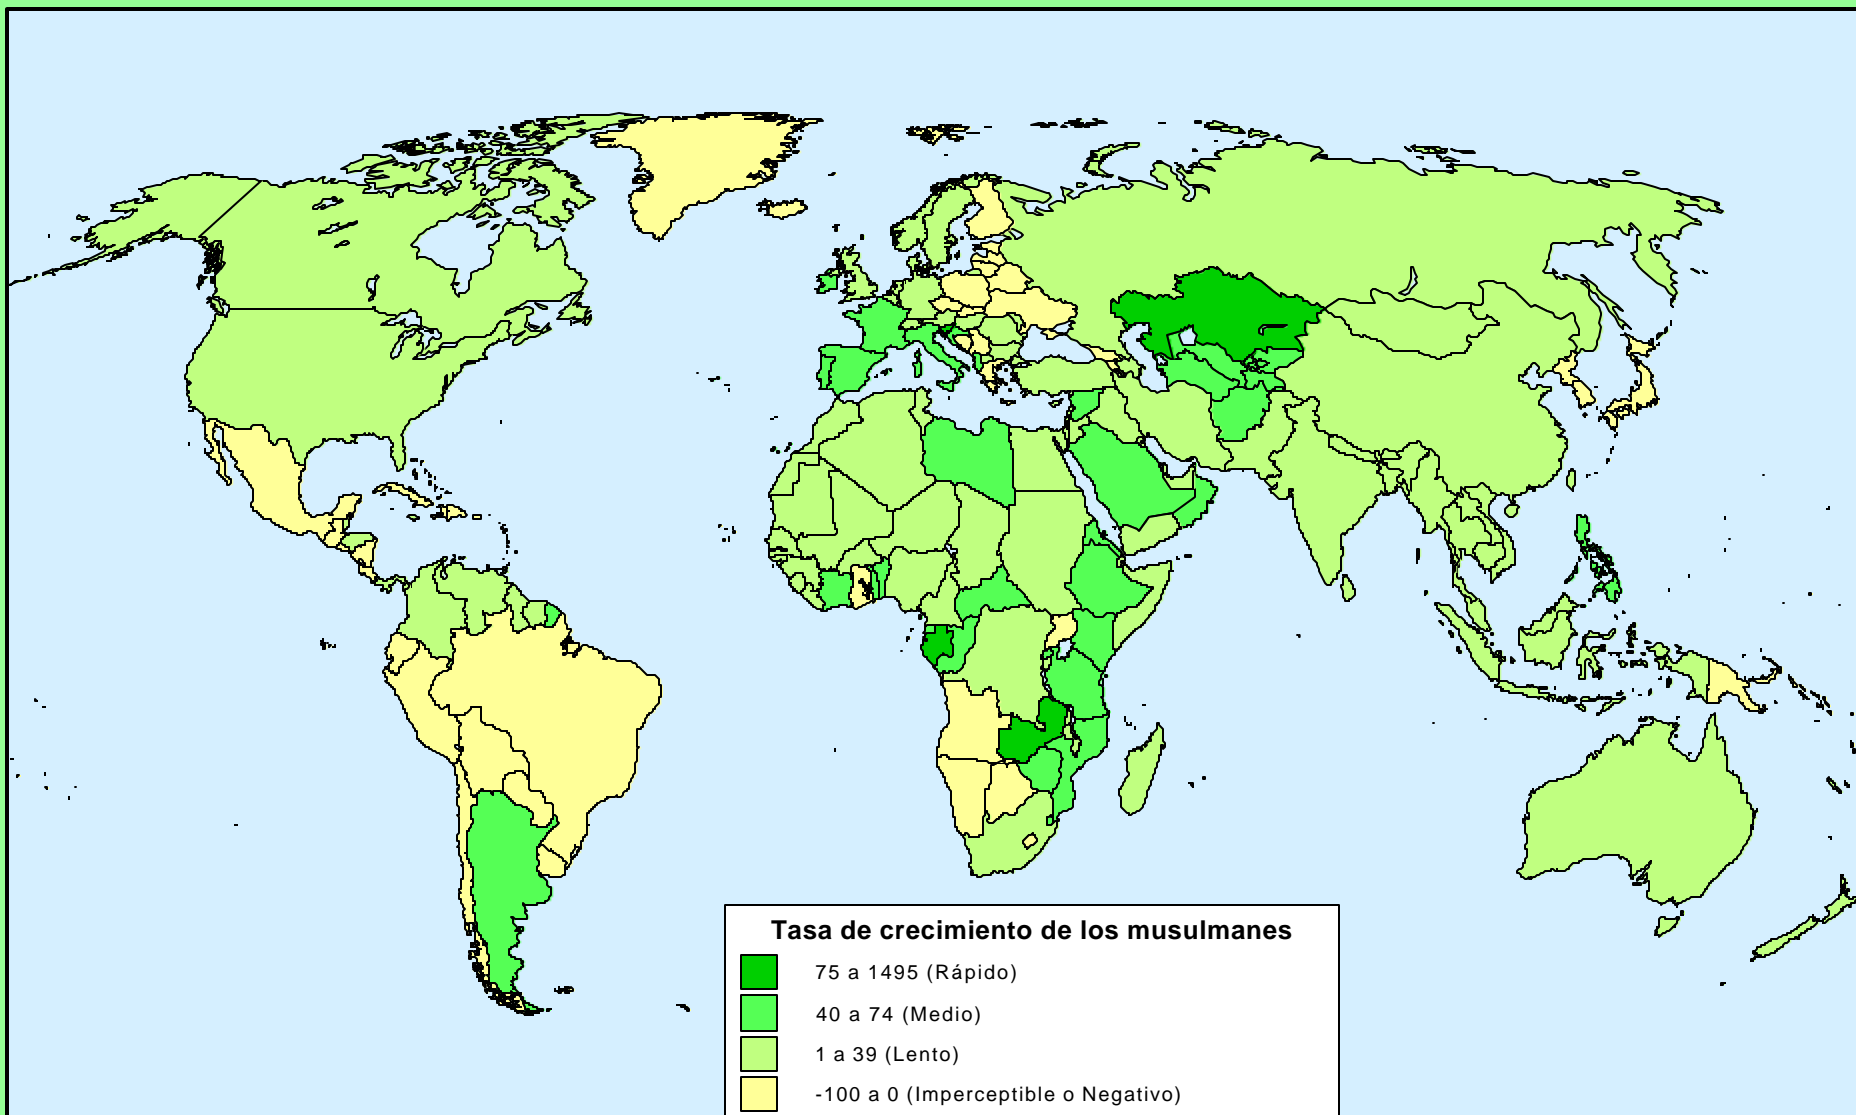 Tasa de crecimiento de los musulmanes
75 a 1495 (Rápido)
40 a 74 (Medio)
1 a 39 (Lento)
-100 a 0 (Imperceptible o Negativo)